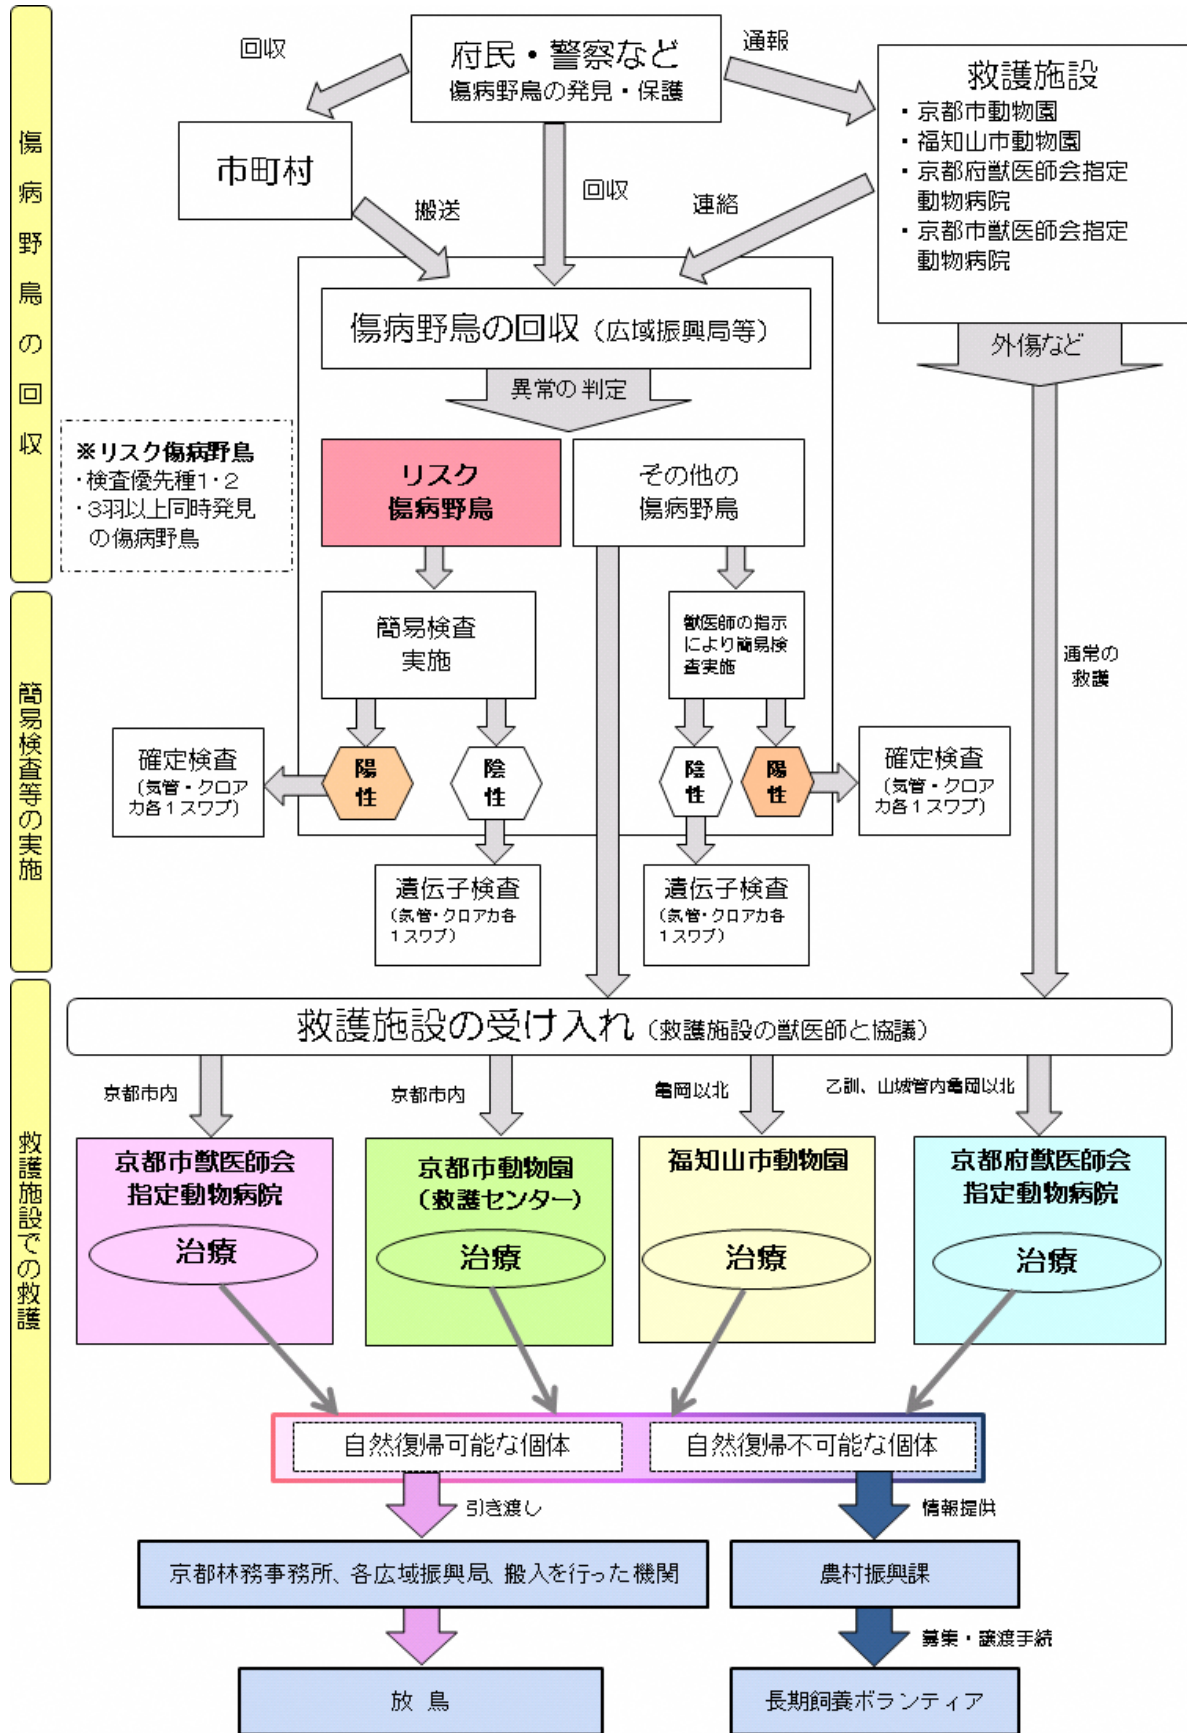 傷病野鳥の回収
回収
府民・警察など
傷病野鳥の発見・保護
通報
救護施設
・京都市動物園
・福知山市動物園
・京都府獣医師会指定
動物病院
・京都市獣医師会指定
動物病院
市町村
搬送
回収
連絡
傷病野鳥の回収（広域振興局等）
外傷など
異常の判定
※リスク傷病野鳥
・検査優先種1・2
・3羽以上同時発見
の傷病野鳥
リスク
傷病野鳥
その他の
傷病野鳥
簡易検査等の実施
簡易検査
実施
獣医師の指示
により簡易検
査実施
通常の
救護
確定検査
（気管・クロア
カ各1スワブ）
陽
性
陰
性
陰
性
陽
性
確定検査
（気管・クロア
カ各1スワブ）
遺伝子検査
（気管・クロアカ各
1スワブ）
遺伝子検査
（気管・クロアカ各
1スワブ）
救護施設での救護
救護施設の受け入れ（救護施設の獣医師と協議）
京都市内
京都市内
亀岡以北
乙訓、山城管内亀岡以北
京都市獣医師会
指定動物病院
治療
京都市動物園
（救護センター）
治療
福知山市動物園
治療
京都府獣医師会
指定動物病院
治療
自然復帰可能な個体
自然復帰不可能な個体
引き渡し
情報提供
京都林務事務所、各広域振興局、搬入を行った機関
農村振興課
募集・譲渡手続
放 鳥
長期飼養ボランティア